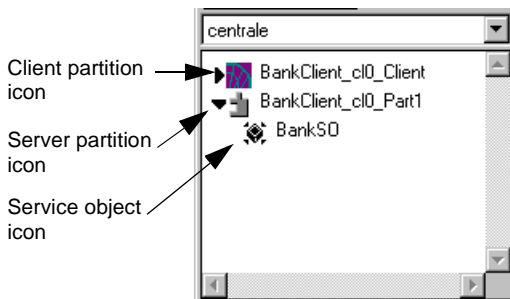 centrale
Client partition
icon
BankClient_cl0_Client
BankClient_cl0_Part1
Server partition
icon
BankSO
Service object
icon